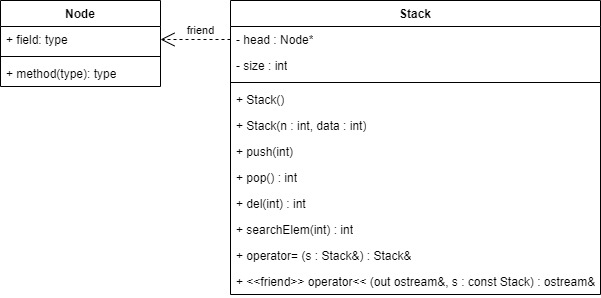 Node
+ field: type
+ method(type): type
friend
Stack
- head : Node*
- size : int
+ Stack()
+ Stack(n : int, data : int)
+ push(int)
+ pop() : int
+ del(int) : int
+ searchElem(int) : int
+ operator= (s : Stack&) : Stack&
+ <<friend>> operator<< (out ostream&, s : const Stack) : ostream&